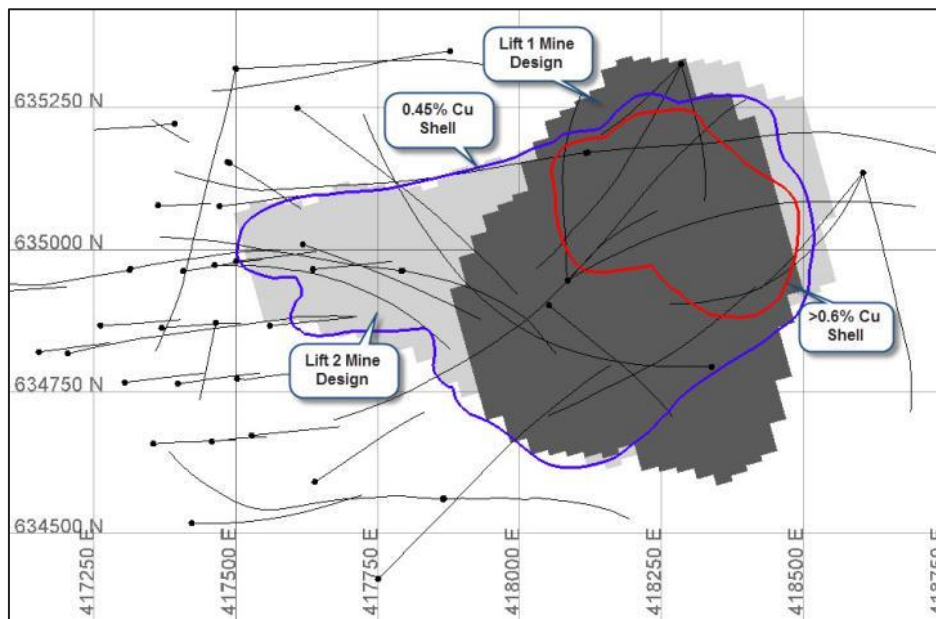 Lift 1 Mine
Design
0.45% Cu
Shell
635250 N
635000 N
>0.6% Cu
Shell
Lift 2 Mine
Design
634750 N
634500 N
417250 E
417500 E
417750 E
418000 E
418250 E
418500 E
418750 E